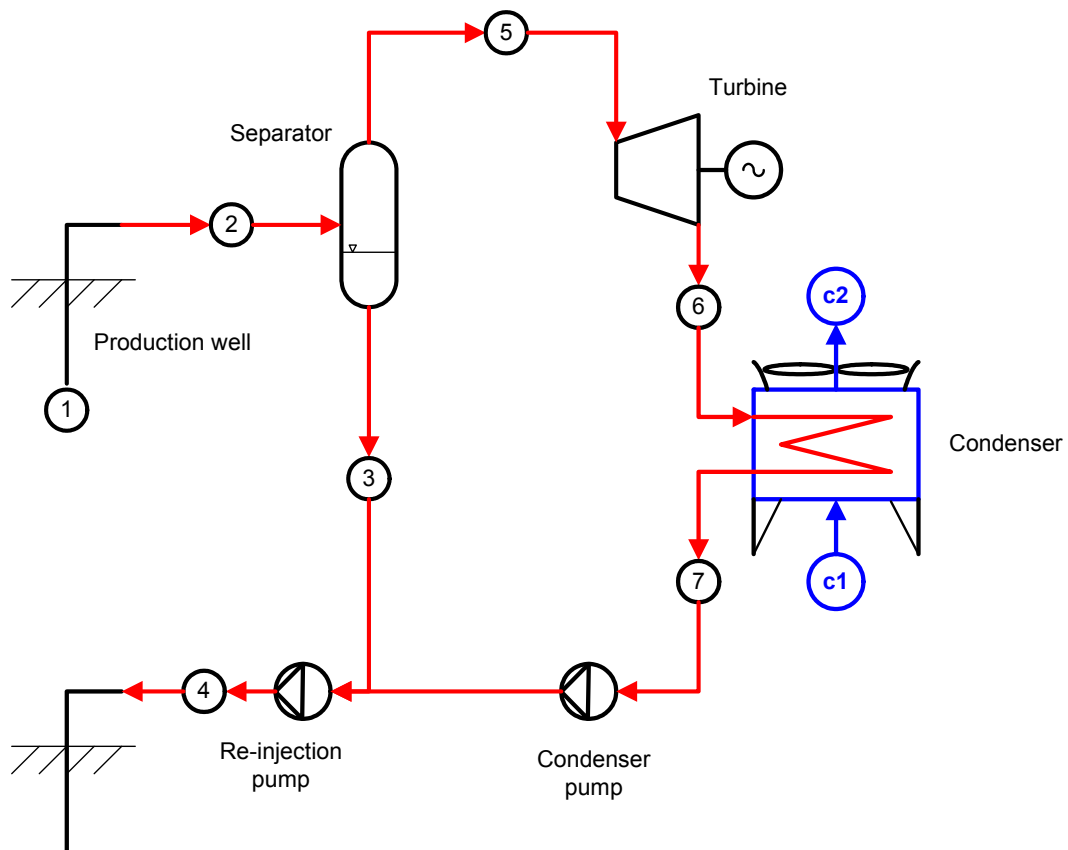 5
Turbine
Separator
2
6
c2
Production well
1
Condenser
3
7
c1
4
Re-injection
pump
Condenser
pump